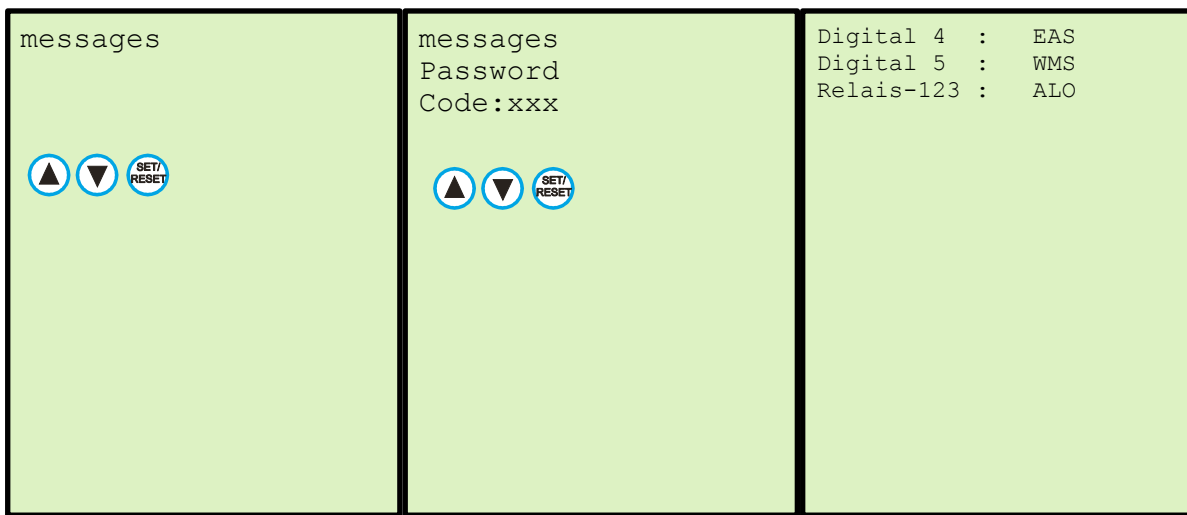 messages
SET/
RESET
messages
Password
Code:xxx
SET/
RESET
Digital 4 : EAS
Digital 5 : WMS
Relais-123 : ALO